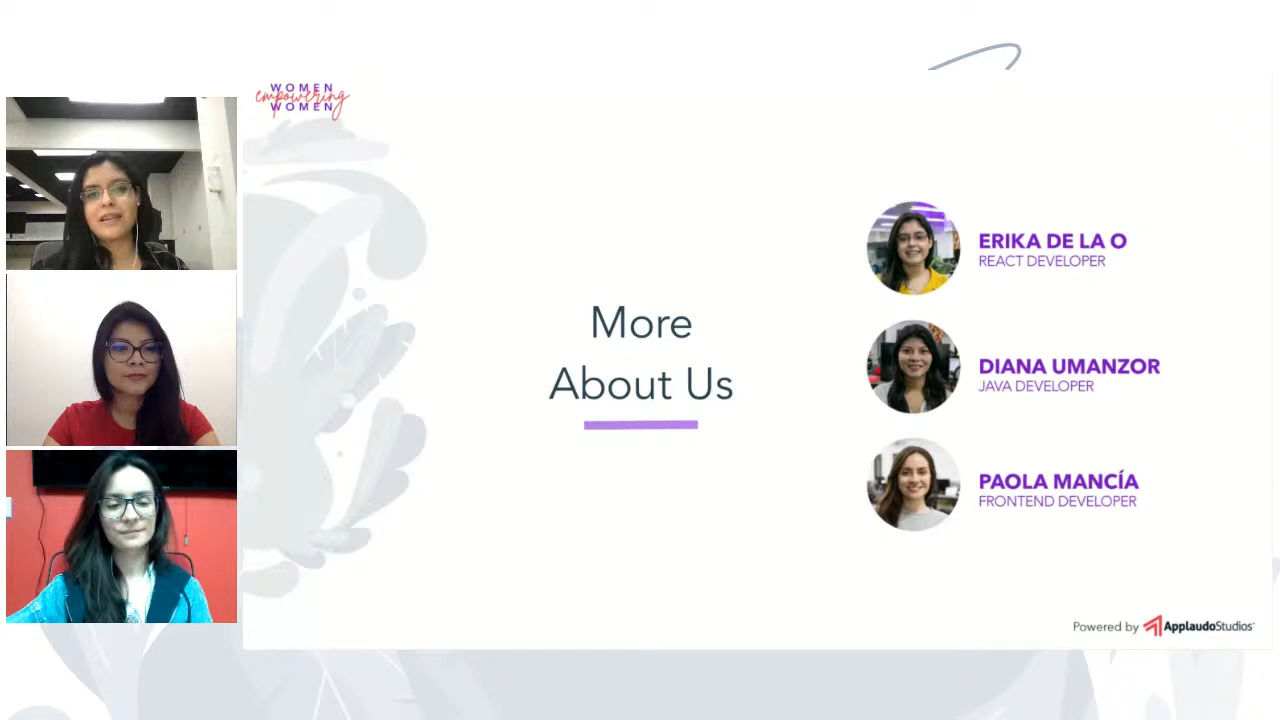 WOMEN
empowering
WOMEN
More
About Us
ERIKA DE LA O
REACT DEVELOPER
DIANA UMANZOR
JAVA DEVELOPER
PAOLA MANCÍA
FRONTEND DEVELOPER
Powered by ApplaudoStudios